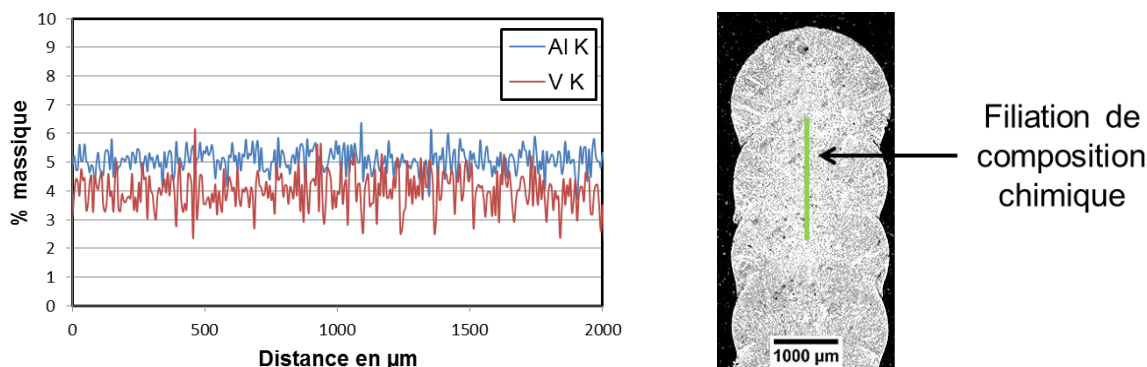 10
9
8
7
6
5
4
3
2
1
0
% massique
Al K
V K
0 500 1000 1500 2000
Distance en µm
1000 µm
Filiation de
composition
chimique